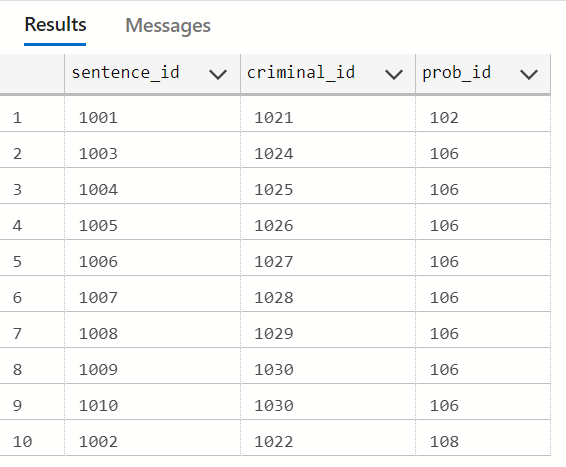 Results Messages
sentence_id criminal_id prob_id
1 1001 1021 102
2 1003 1024 106
3 1004 1025 106
4 1005 1026 106
5 1006 1027 106
6 1007 1028 106
7 1008 1029 106
8 1009 1030 106
9 1010 1030 106
10 1002 1022 108